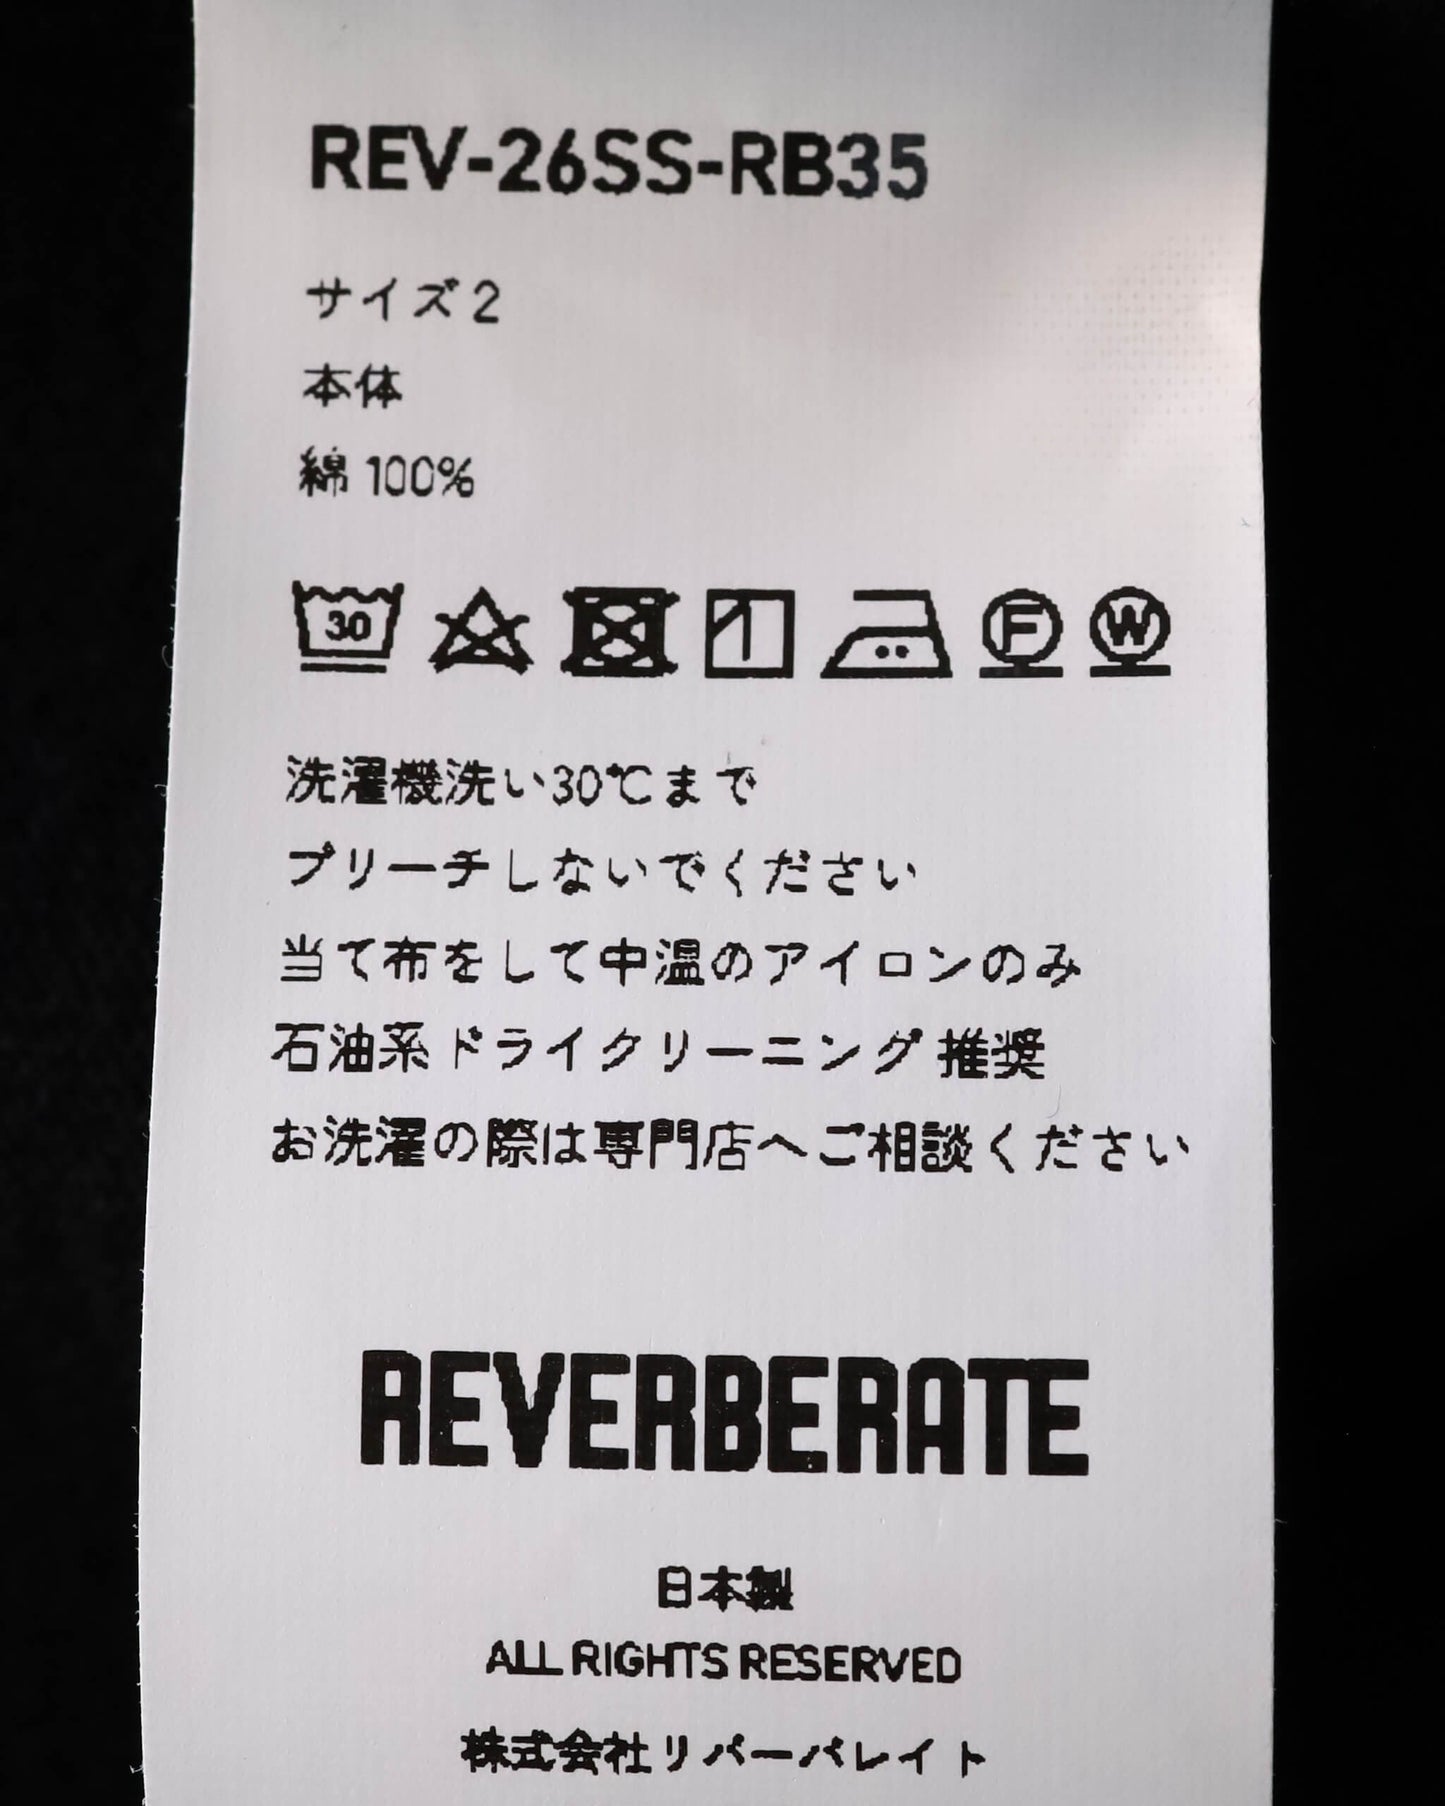 REV-26SS-RB35
サイズ 2
本体
綿 100%
30 F W
洗濯機洗い30℃まで
ブリーチしないでください
当て布をして中温のアイロンのみ
石油系ドライクリーニング推奨
お洗濯の際は専門店へご相談ください
REVERBERATE
日本製
ALL RIGHTS RESERVED
株式会社リバーバレイト